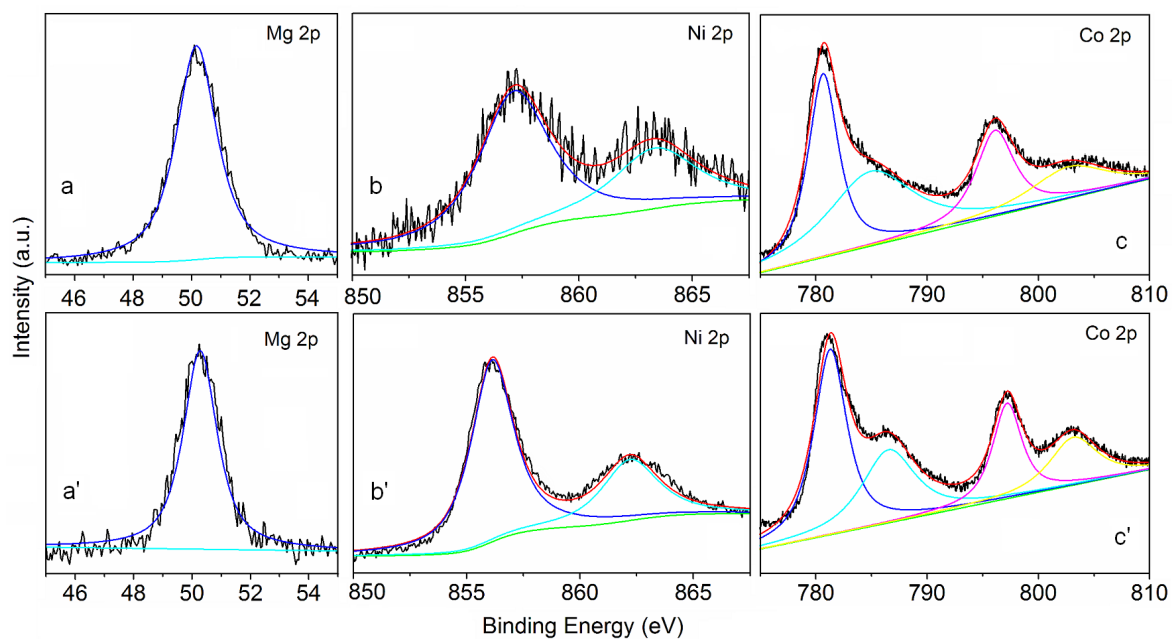 Mg 2p
Ni 2p
Co 2p
a
b
c
46 48 50 52 54
850 855 860 865
780 790 800 810
Intensity (a.u.)
Mg 2p
Ni 2p
Co 2p
a'
b'
c'
46 48 50 52 54
850 855 860 865
780 790 800 810
Binding Energy (eV)